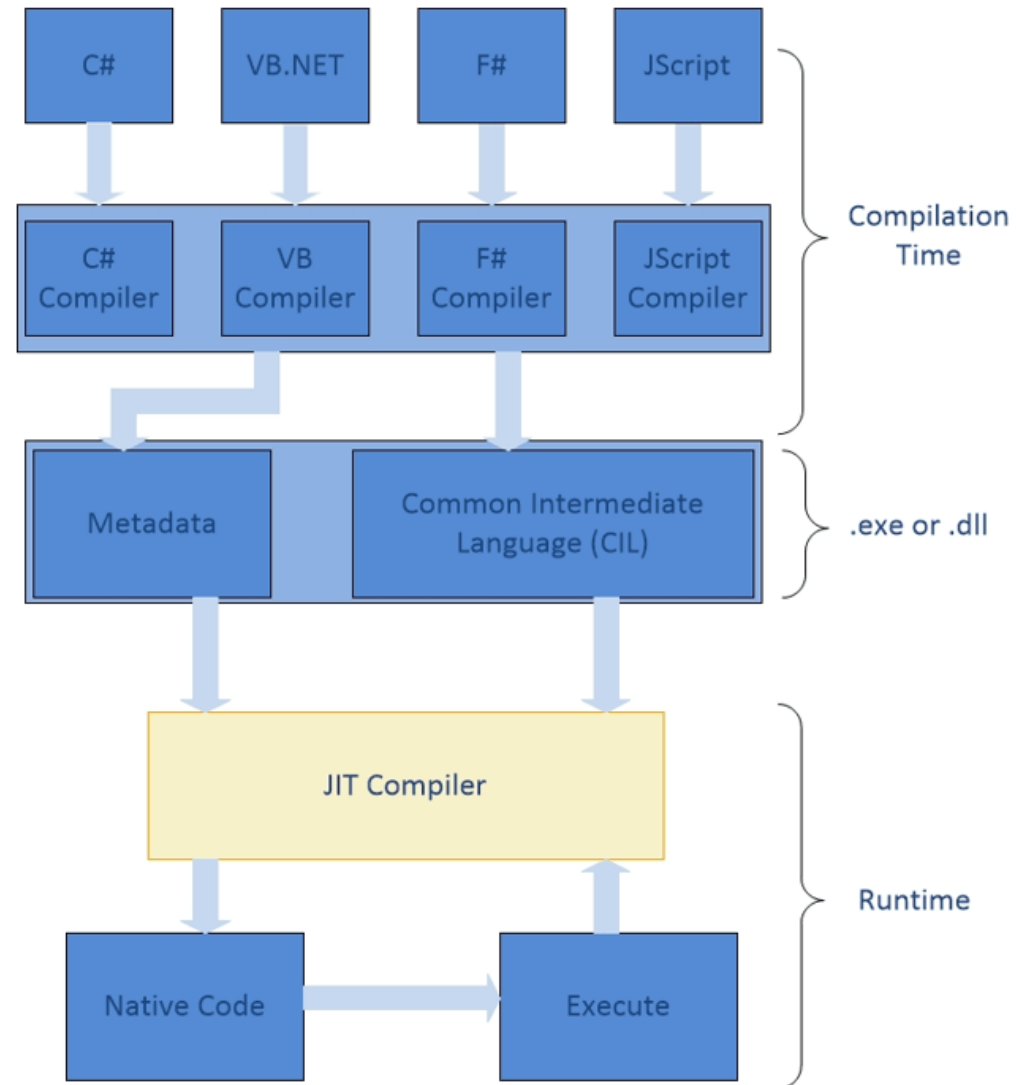 C#
VB.NET
F#
JScript
C#
Compiler
VB
Compiler
F#
Compiler
JScript
Compiler
Compilation
Time
Metadata
Common Intermediate
Language (CIL)
.exe or .dll
JIT Compiler
Runtime
Native Code
Execute